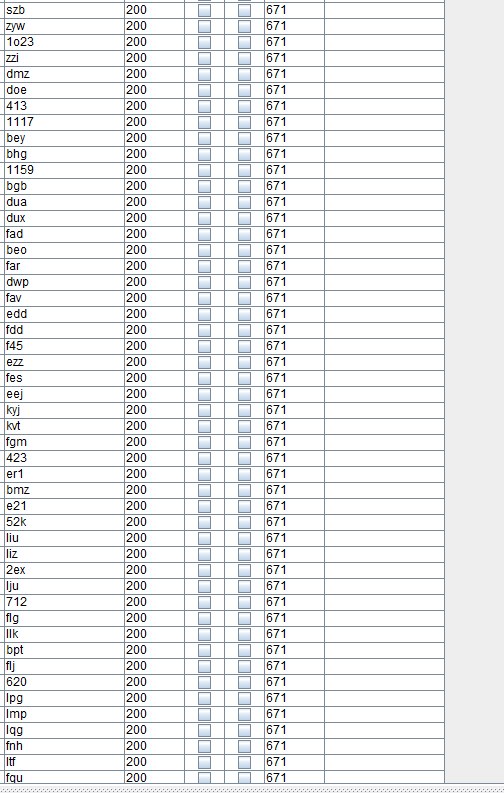 szb 200 671
zyw 200 671
1o23 200 671
zzi 200 671
dmz 200 671
doe 200 671
413 200 671
1117 200 671
bey 200 671
bhg 200 671
1159 200 671
bgb 200 671
dua 200 671
dux 200 671
fad 200 671
beo 200 671
far 200 671
dwp 200 671
fav 200 671
edd 200 671
fdd 200 671
f45 200 671
ezz 200 671
fes 200 671
eej 200 671
kyj 200 671
kvt 200 671
fgm 200 671
423 200 671
er1 200 671
bmz 200 671
e21 200 671
52k 200 671
liu 200 671
liz 200 671
2ex 200 671
lju 200 671
712 200 671
flg 200 671
llk 200 671
bpt 200 671
flj 200 671
620 200 671
lpg 200 671
lmp 200 671
lqg 200 671
fnh 200 671
ltf 200 671
fqu 200 671